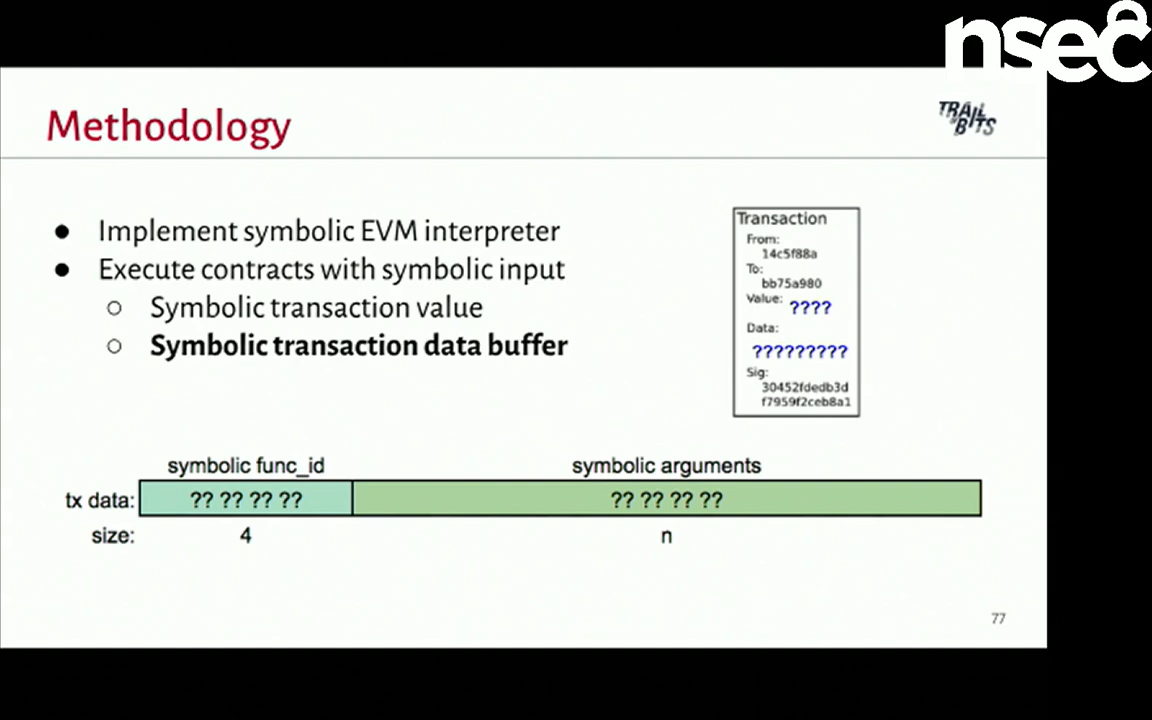 nsec
Methodology
TRAIL
OF
BITS
● Implement symbolic EVM interpreter
● Execute contracts with symbolic input
○ Symbolic transaction value
○ Symbolic transaction data buffer
Transaction
From:
14c5f88a
To:
bb75a980
Value: ????
Data:
?????????
Sig:
30452fdedb3d
f7959f2ceb8a1
symbolic func_id symbolic arguments
tx data: ?? ?? ?? ?? ?? ?? ?? ??
size: 4 n
77